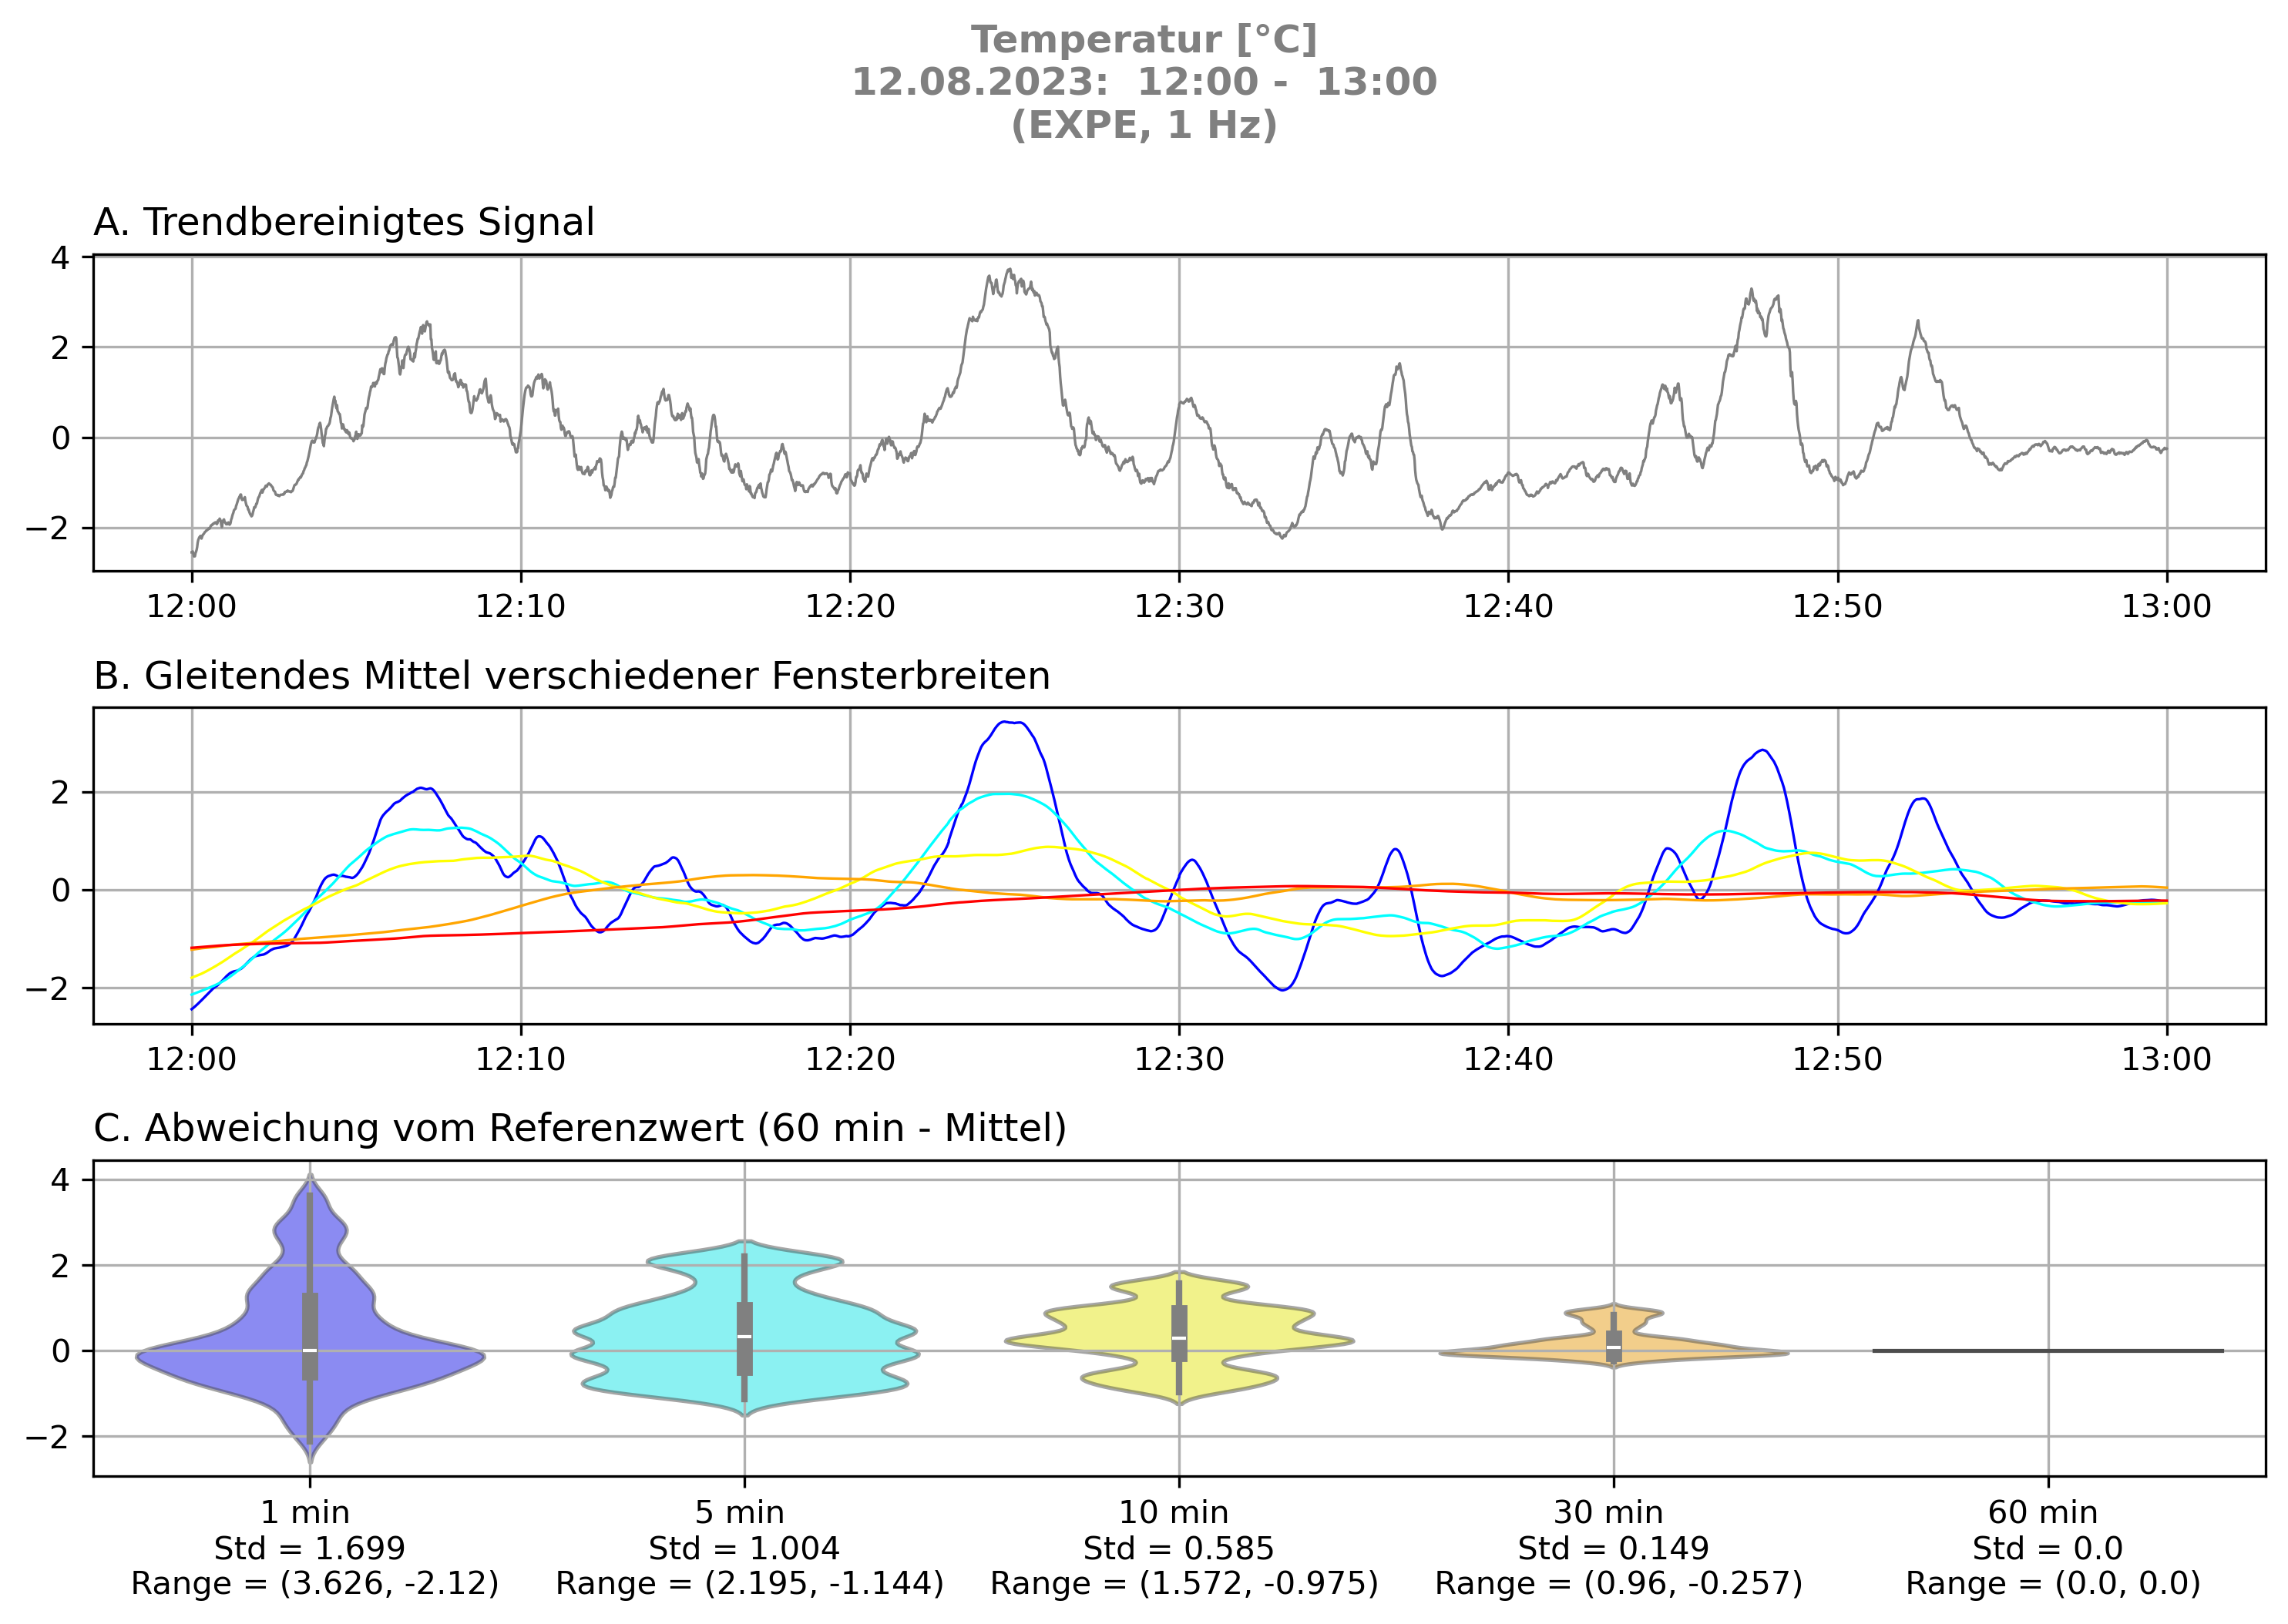 Temperatur [°C]
12.08.2023:  12:00 -  13:00
(EXPE, 1 Hz)
A. Trendbereinigtes Signal
4
2
0
−2
12:00 12:10 12:20 12:30 12:40 12:50 13:00
B. Gleitendes Mittel verschiedener Fensterbreiten
2
0
−2
12:00 12:10 12:20 12:30 12:40 12:50 13:00
C. Abweichung vom Referenzwert (60 min - Mittel)
4
2
0
−2
1 min 5 min 10 min 30 min 60 min
Std = 1.699 Std = 1.004 Std = 0.585 Std = 0.149 Std = 0.0
Range = (3.626, -2.12) Range = (2.195, -1.144) Range = (1.572, -0.975) Range = (0.96, -0.257) Range = (0.0, 0.0)